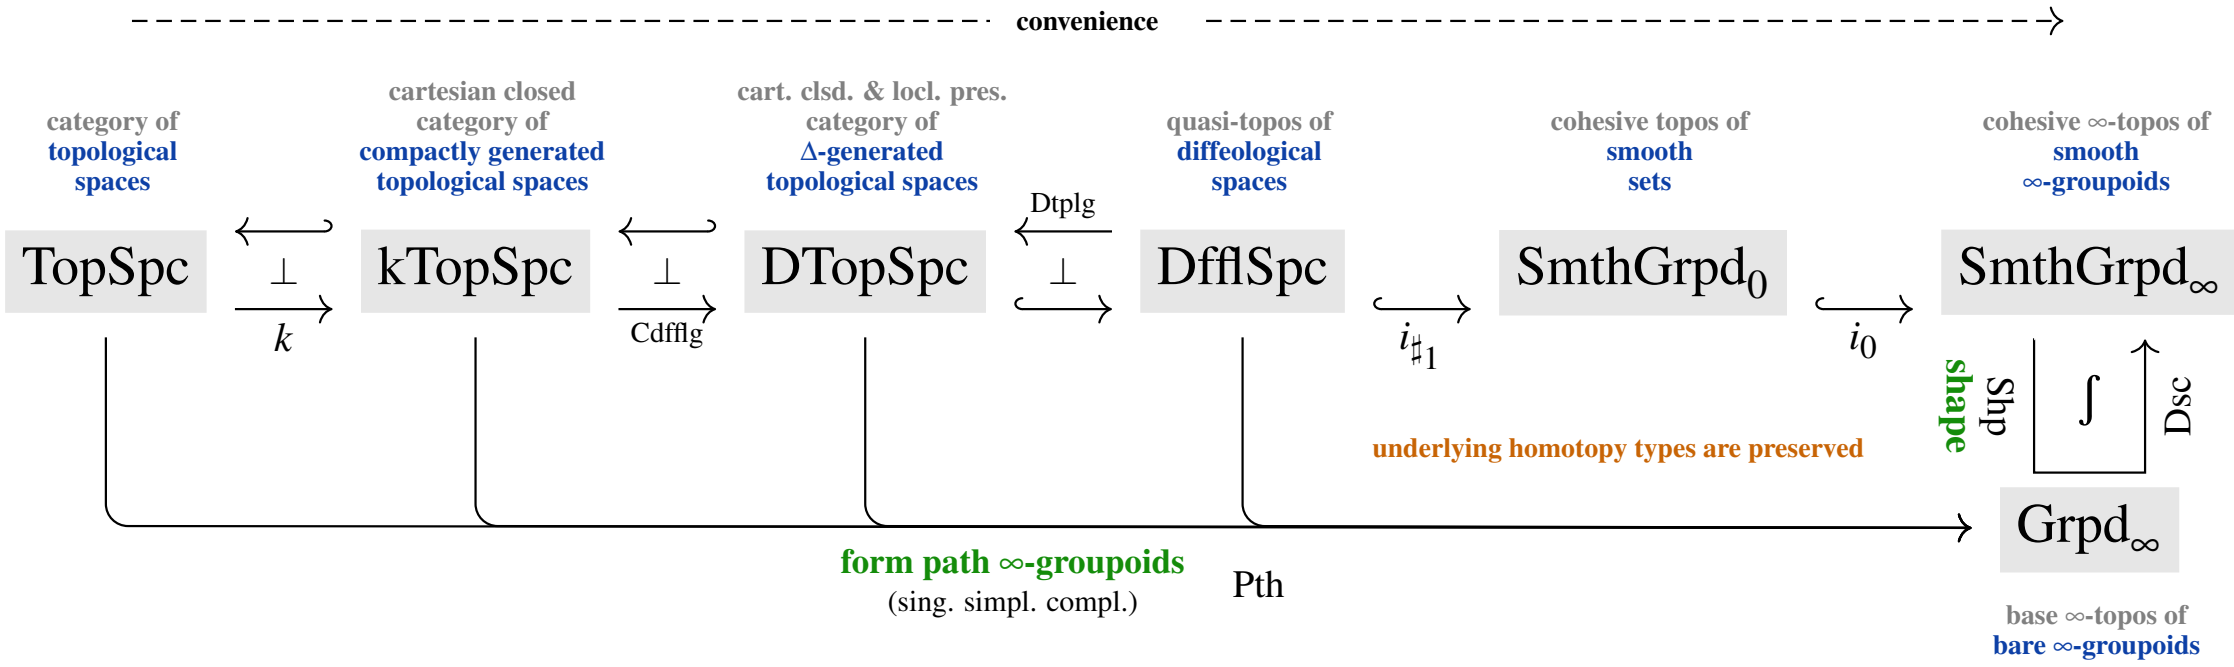 convenience
category of
topological
spaces
cartesian closed
category of
compactly generated
topological spaces
cart. clsd. & locl. pres.
category of
Δ-generated
topological spaces
quasi-topos of
diffeological
spaces
cohesive topos of
smooth
sets
cohesive ∞-topos of
smooth
∞-groupoids
Dtplg
TopSpc
⊥
kTopSpc
⊥
DTopSpc
⊥
DfflSpc
SmthGrpd₀
SmthGrpd∞
k
Cdfflg
i♯₁
i₀
shape
Shp
∫
Dsc
underlying homotopy types are preserved
Grpd∞
form path ∞-groupoids
(sing. simpl. compl.)
Pth
base ∞-topos of
bare ∞-groupoids